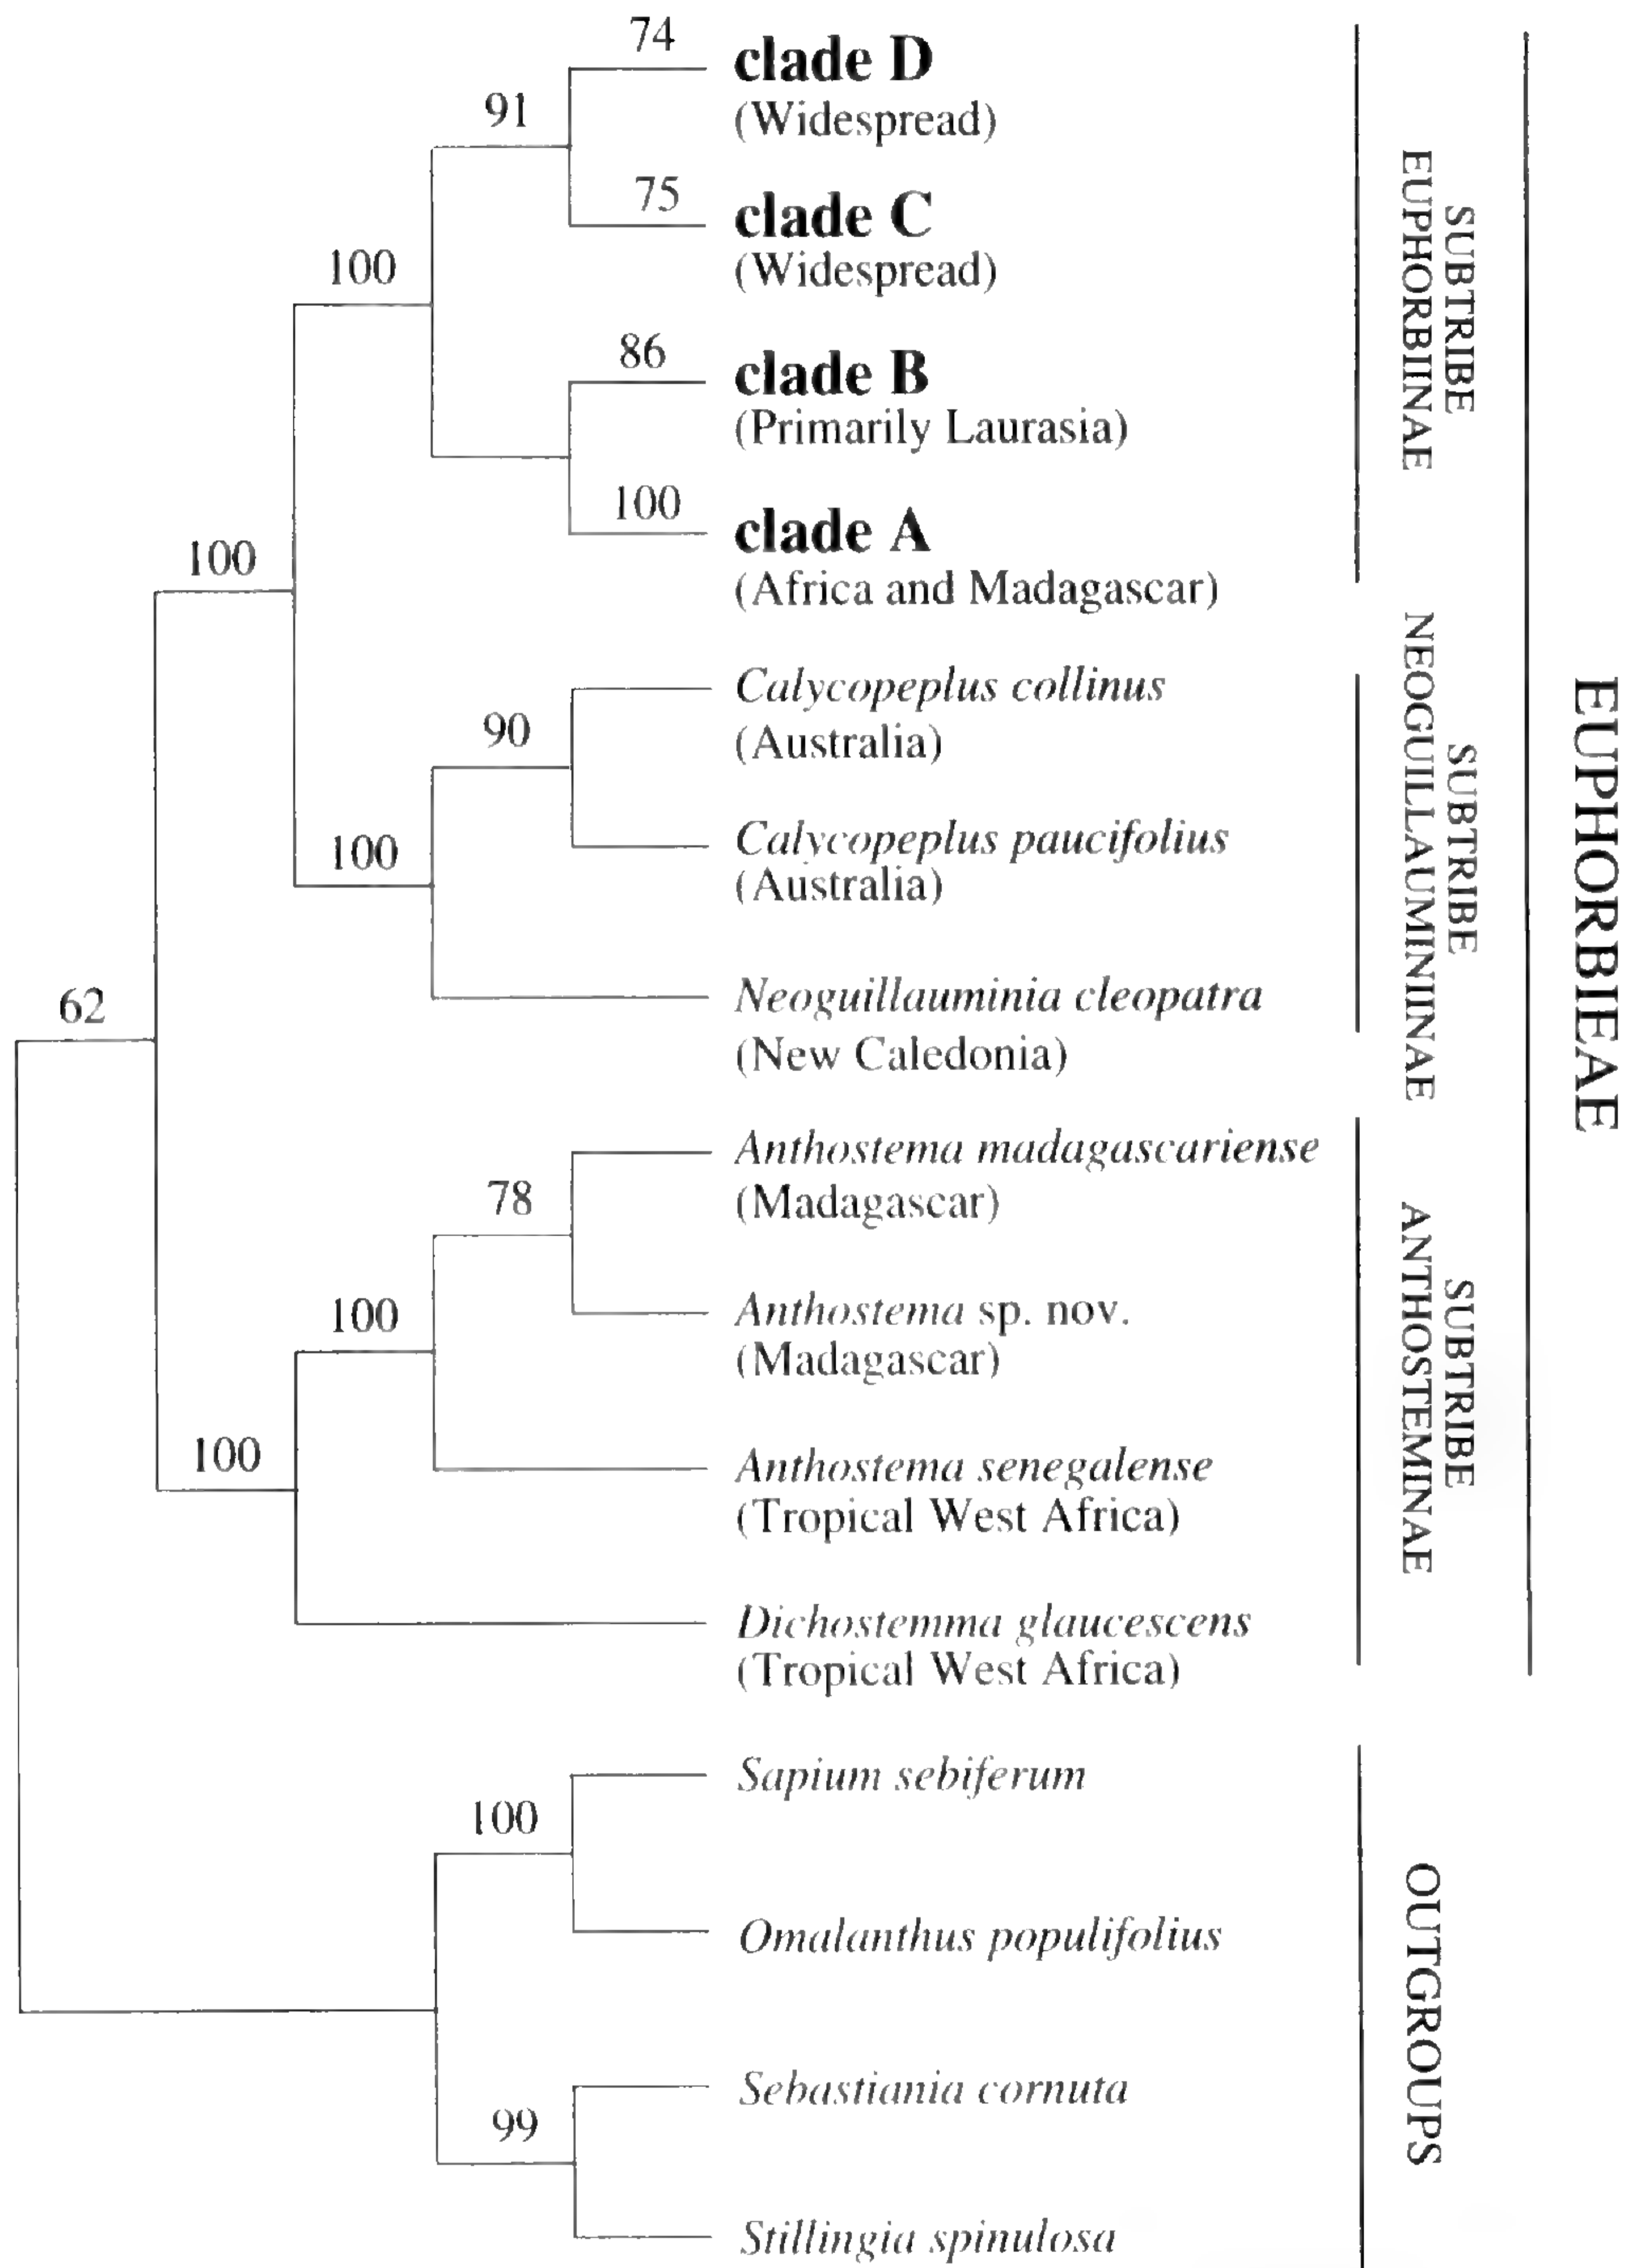 74
clade D
(Widespread)
91
75
clade C
(Widespread)
100
86
clade B
(Primarily Laurasia)
100
clade A
(Africa and Madagascar)
SUBTRIBE
EUPHORBIINAE
100
Calycopeplus collinus
(Australia)
90
Calycopeplus paucifolius
(Australia)
100
Neoguillauminia cleopatra
(New Caledonia)
SUBTRIBE
NEOGUILLAUMINIINAE
62
Anthostema madagascariense
(Madagascar)
78
Anthostema sp. nov.
(Madagascar)
100
Anthostema senegalense
(Tropical West Africa)
100
Dichostemma glaucescens
(Tropical West Africa)
SUBTRIBE
ANTHOSTEMINAE
EUPHORBIEAE
Sapium sebiferum
100
Omalanthus populifolius
Sebastiania cornuta
99
Stillingia spinulosa
OUTGROUPS